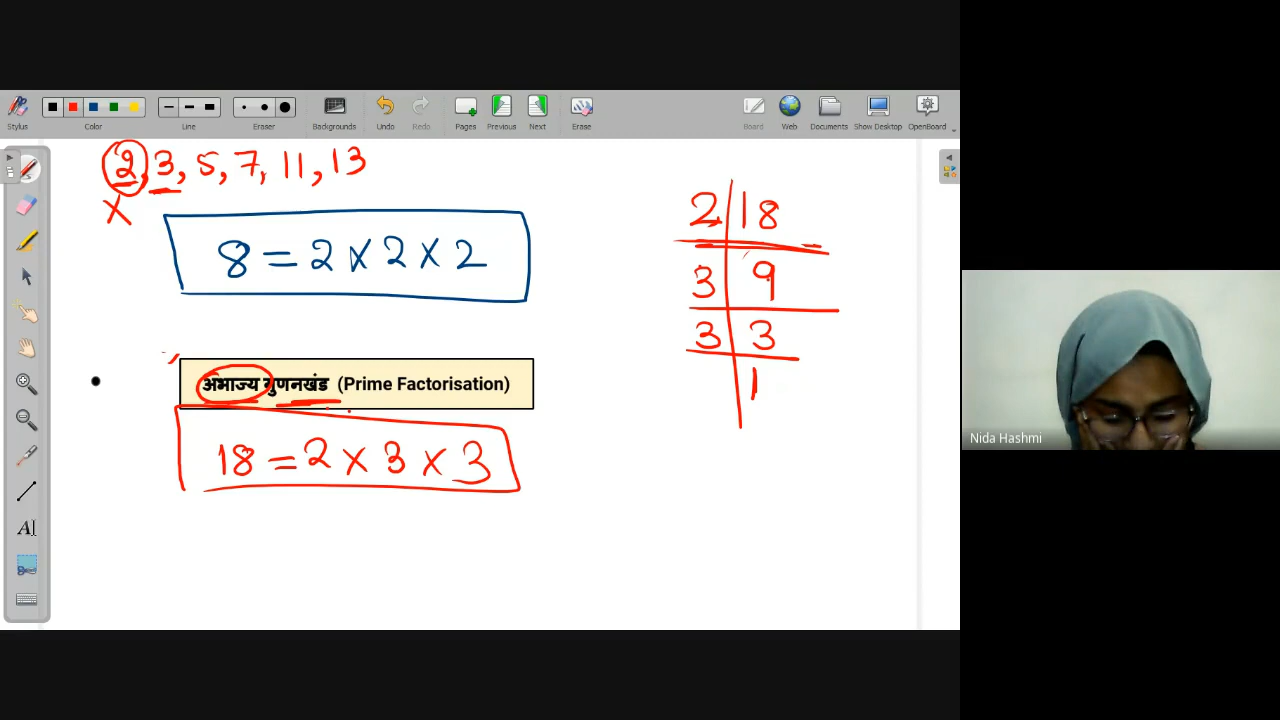 Stylus Color Line Eraser Backgrounds Undo Redo Pages Previous Next Erase Board Web Documents Show Desktop OpenBoard
2, 3, 5, 7, 11, 13
X
8 = 2 × 2 × 2
2 | 18
3 | 9
3 | 3
1
अभाज्य गुणनखंड (Prime Factorisation)
18 = 2 × 3 × 3
A
Nida Hashmi